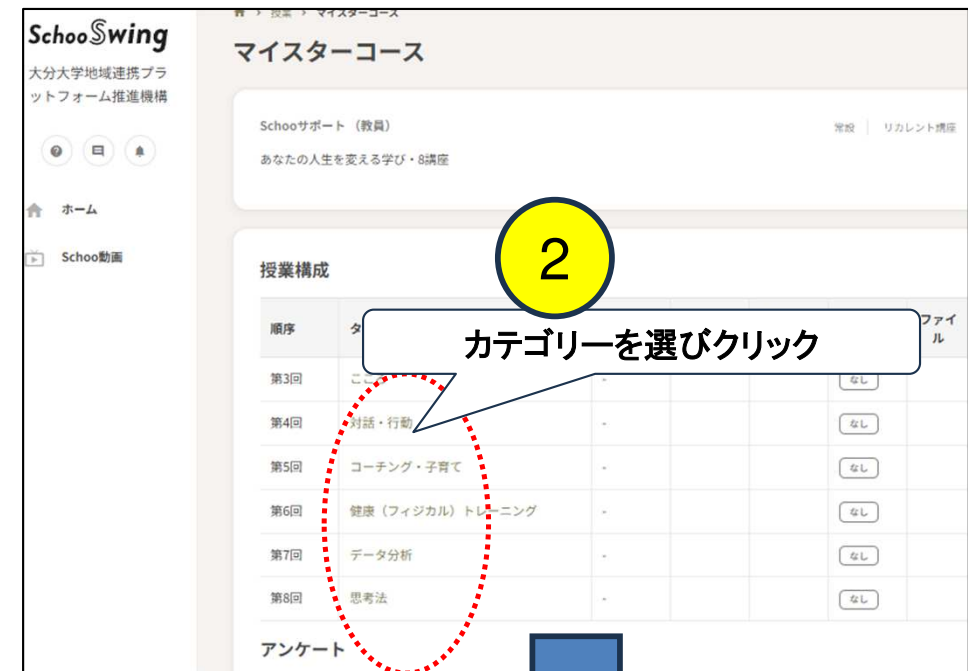 > 授業 > マイスターコース
SchooSwing
大分大学地域連携プラ
ットフォーム推進機構
ホーム
Schoo動画
マイスターコース
Schooサポート（教員）
常設 | リカレント講座
あなたの人生を変える学び・8講座
2
授業構成
カテゴリーを選びクリック
順序 タ ファイ
ル
第3回 ここ - なし
第4回 対話・行動 - なし
第5回 コーチング・子育て - なし
第6回 健康（フィジカル）トレーニング - なし
第7回 データ分析 - なし
第8回 思考法 - なし
アンケート